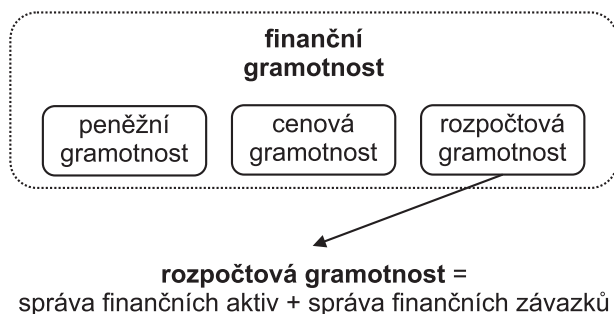 finanční
gramotnost
peněžní
gramotnost
cenová
gramotnost
rozpočtová
gramotnost
rozpočtová gramotnost =
správa finančních aktiv + správa finančních závazků